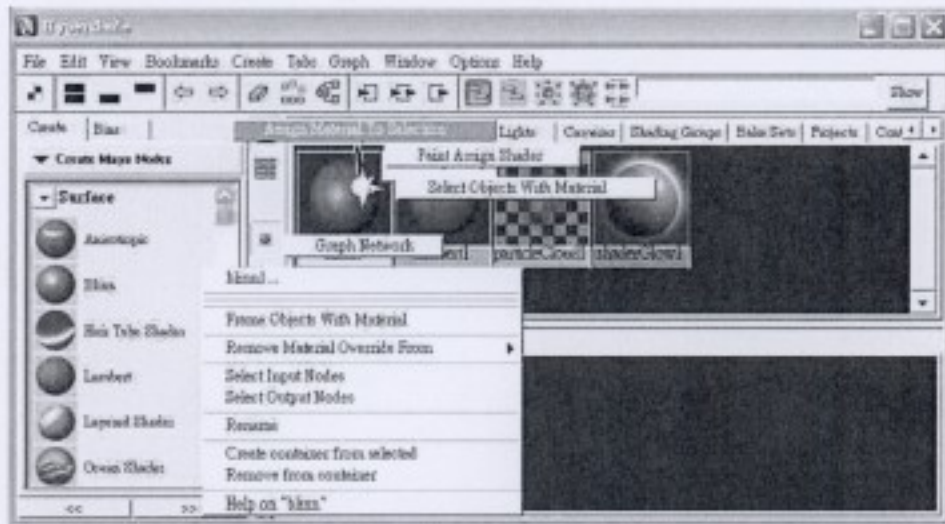 Hypershade
File Edit View Bookmarks Create Tabs Graph Window Options Help
Show
Create Bins
Assign Material To Selection
Lights Cameras Shading Groups Bake Sets Projects
Create Maya Nodes
Paint Assign Shader
Select Objects With Material
Surface
Anisotropic
Graph Network
particleCloud1 shaderGlow1
Blinn
blinn1...
Hair Tube Shader
Frame Objects With Material
Remove Material Override From
Lambert
Select Input Nodes
Select Output Nodes
Layered Shader
Rename
Ocean Shader
Create container from selected
Remove from container
<< >>
Help on "blinn"